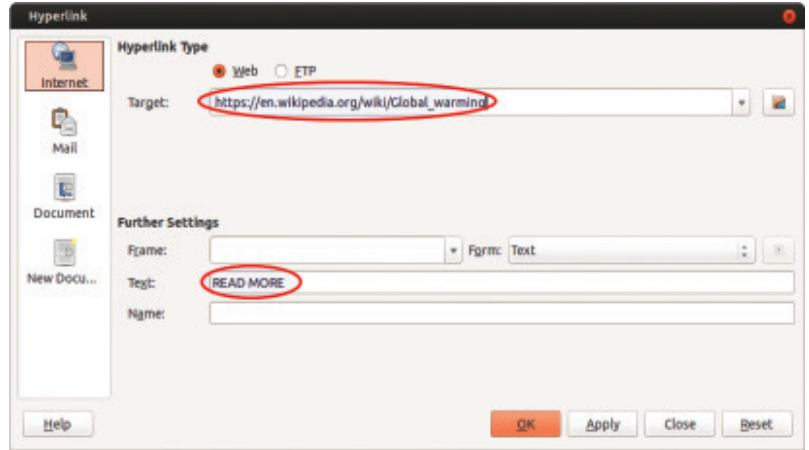 Hyperlink
Internet
Mail
Document
New Docu...
Hyperlink Type
Web FTP
Target: https://en.wikipedia.org/wiki/Global_warming
Further Settings
Frame: Form: Text
Text: READ MORE
Name:
Help OK Apply Close Reset